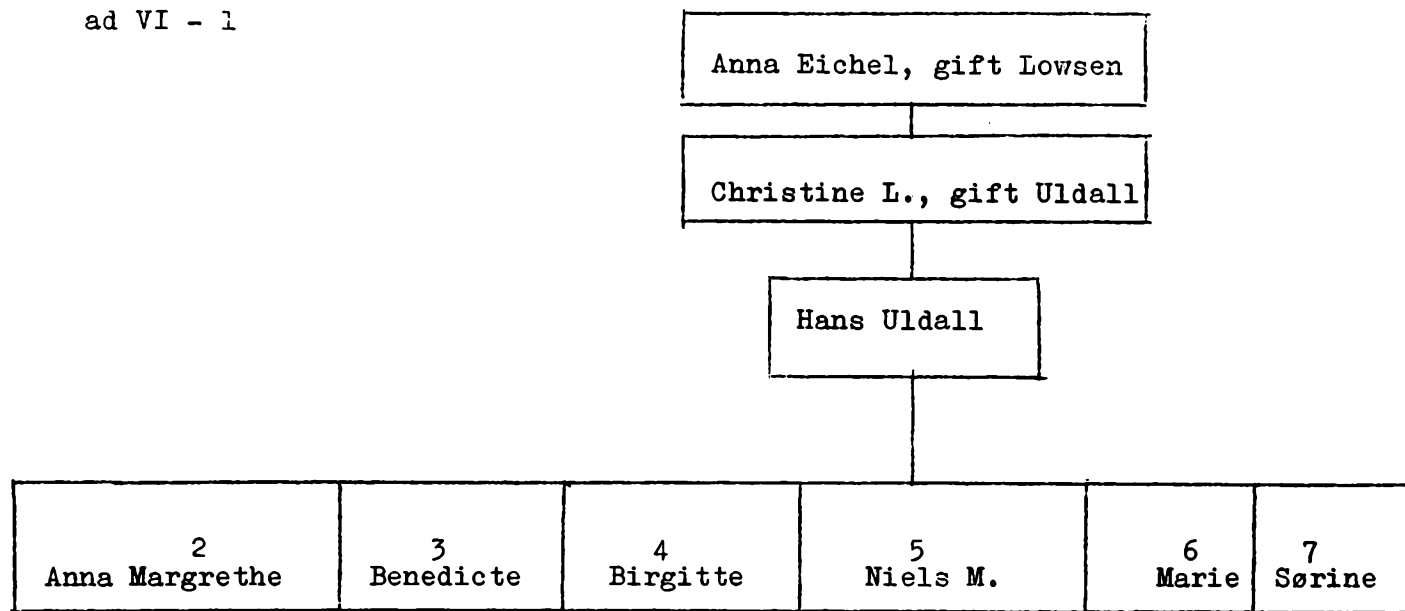 ad VI - 1
Anna Eichel, gift Lowsen
Christine L., gift Uldall
Hans Uldall
2 3 4 5 6 7
Anna Margrethe Benedicte Birgitte Niels M. Marie Sørine